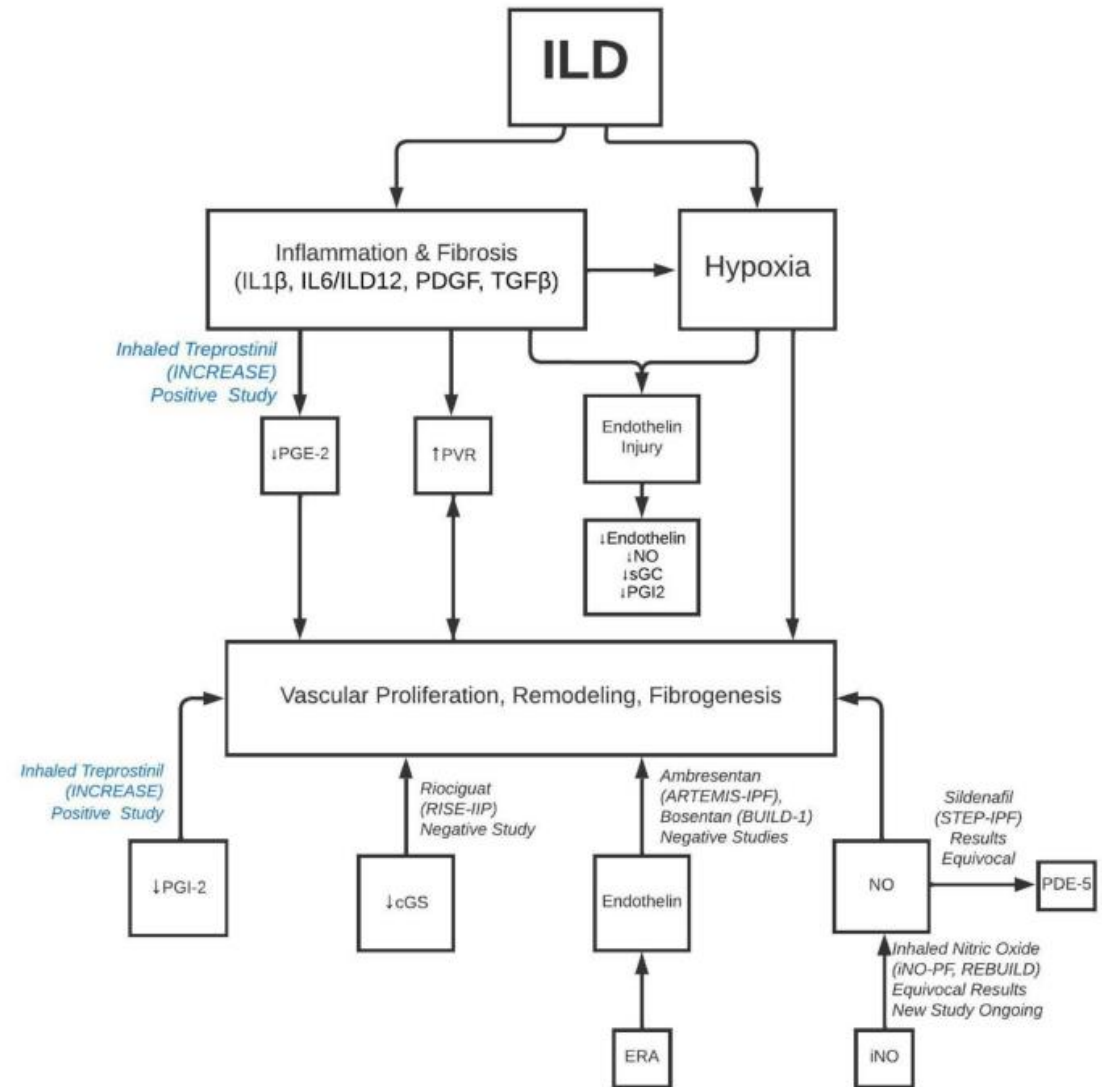 ILD
Inflammation & Fibrosis
(IL1β, IL6/ILD12, PDGF, TGFβ)
Hypoxia
Inhaled Treprostinil
(INCREASE)
Positive Study
↓PGE-2
↑PVR
Endothelin
Injury
↓Endothelin
↓NO
↓sGC
↓PGI2
Vascular Proliferation, Remodeling, Fibrogenesis
Inhaled Treprostinil
(INCREASE)
Positive Study
Riociguat
(RISE-IIP)
Negative Study
Ambresentan
(ARTEMIS-IPF),
Bosentan (BUILD-1)
Negative Studies
Sildenafil
(STEP-IPF)
Results
Equivocal
↓PGI-2
↓cGS
Endothelin
NO
PDE-5
Inhaled Nitric Oxide
(iNO-PF, REBUILD)
Equivocal Results
New Study Ongoing
ERA
iNO